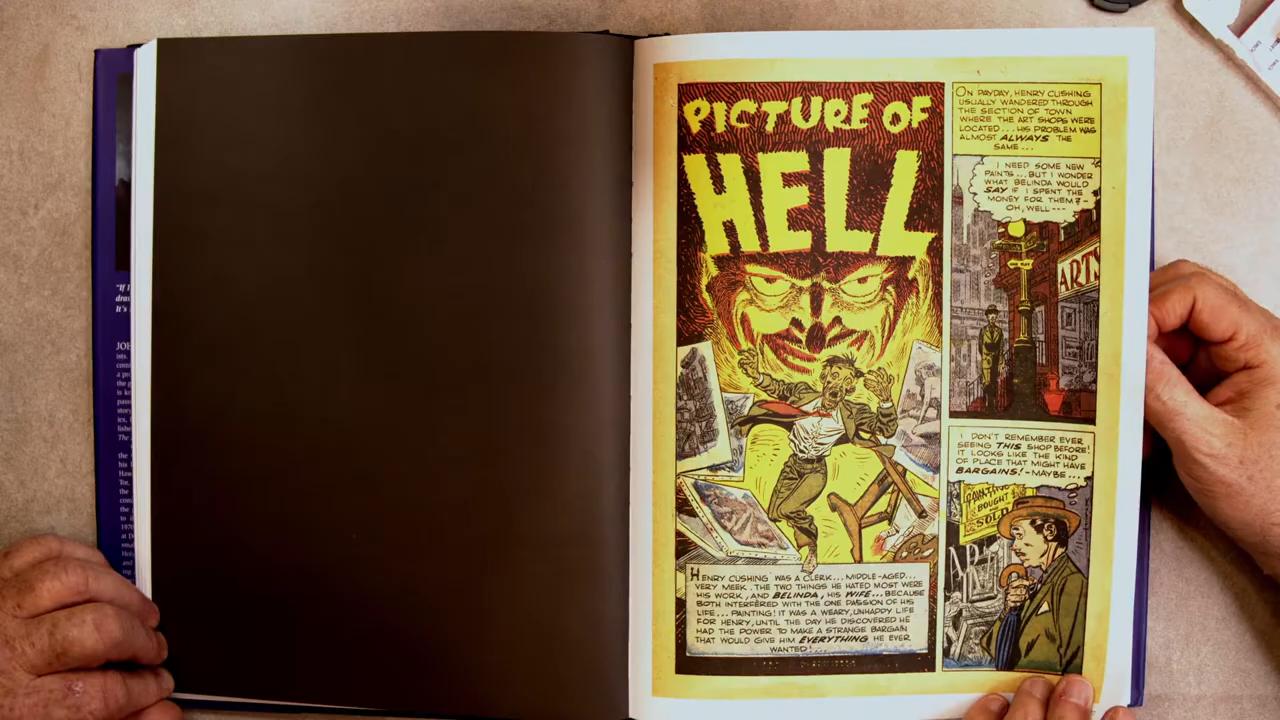 "If I
JOE
PICTURE OF
HELL
HENRY CUSHING WAS A CLERK... MIDDLE-AGED...
VERY MEEK. THE TWO THINGS HE HATED MOST WERE
HIS WORK, AND BELINDA, HIS WIFE... BECAUSE
BOTH INTERFERED WITH THE ONE PASSION OF HIS
LIFE... PAINTING! IT WAS A WEARY, UNHAPPY LIFE
FOR HENRY, UNTIL THE DAY HE DISCOVERED HE
HAD THE POWER TO MAKE A STRANGE BARGAIN
THAT WOULD GIVE HIM EVERYTHING HE EVER
WANTED!
ON PAYDAY, HENRY CUSHING
USUALLY WANDERED THROUGH
THE SECTION OF TOWN
WHERE THE ART SHOPS WERE
LOCATED... HIS PROBLEM WAS
ALMOST ALWAYS THE
SAME...
I NEED SOME NEW
PAINTS... BUT I WONDER
WHAT BELINDA WOULD
SAY IF I SPENT THE
MONEY FOR THEM?-
OH, WELL---
ARTS
I DON'T REMEMBER EVER
SEEING THIS SHOP BEFORE!
IT LOOKS LIKE THE KIND
OF PLACE THAT MIGHT HAVE
BARGAINS!-MAYBE...
BOUGHT
ART